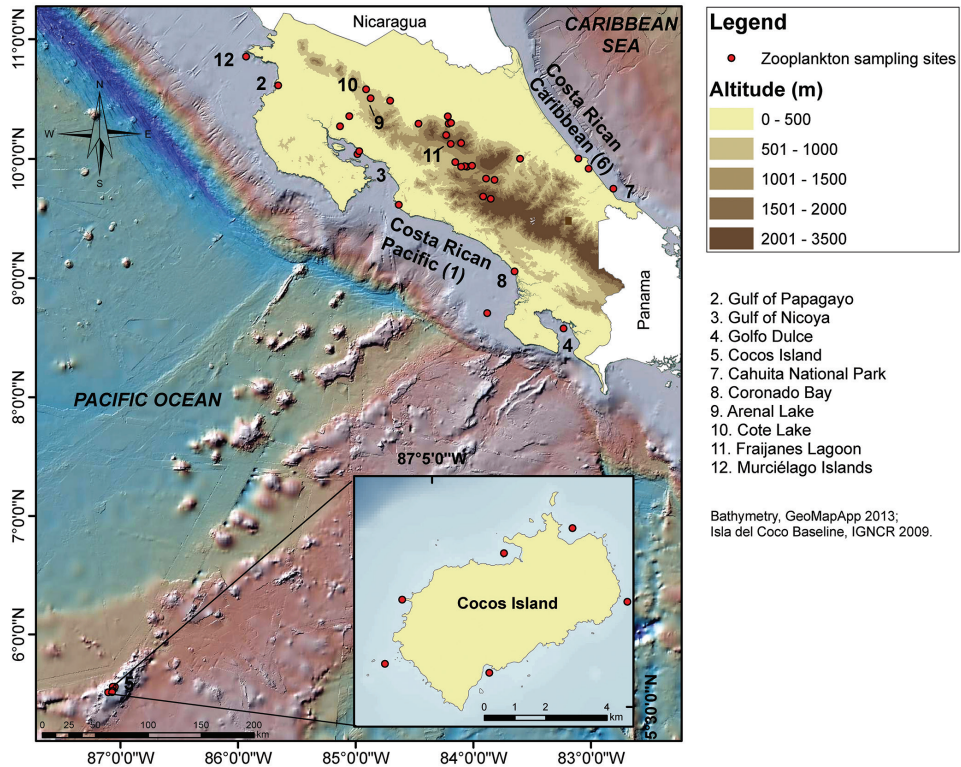 Nicaragua
CARIBBEAN
SEA
Costa Rican
Caribbean (6)
12
2
10
9
11
3
7
Costa Rican
Pacific (1)
8
4
Panama
N
W
E
S
PACIFIC OCEAN
87°5'0"W
Cocos Island
0 1 2 4
km
5°30'0"N
5
0 25 50 100 150 200
km
11°0'0"N
10°0'0"N
9°0'0"N
8°0'0"N
7°0'0"N
6°0'0"N
87°0'0"W
86°0'0"W
85°0'0"W
84°0'0"W
83°0'0"W
Legend
Zooplankton sampling sites
Altitude (m)
0 - 500
501 - 1000
1001 - 1500
1501 - 2000
2001 - 3500
2. Gulf of Papagayo
3. Gulf of Nicoya
4. Golfo Dulce
5. Cocos Island
7. Cahuita National Park
8. Coronado Bay
9. Arenal Lake
10. Cote Lake
11. Fraijanes Lagoon
12. Murciélago Islands
Bathymetry, GeoMapApp 2013;
Isla del Coco Baseline, IGNCR 2009.